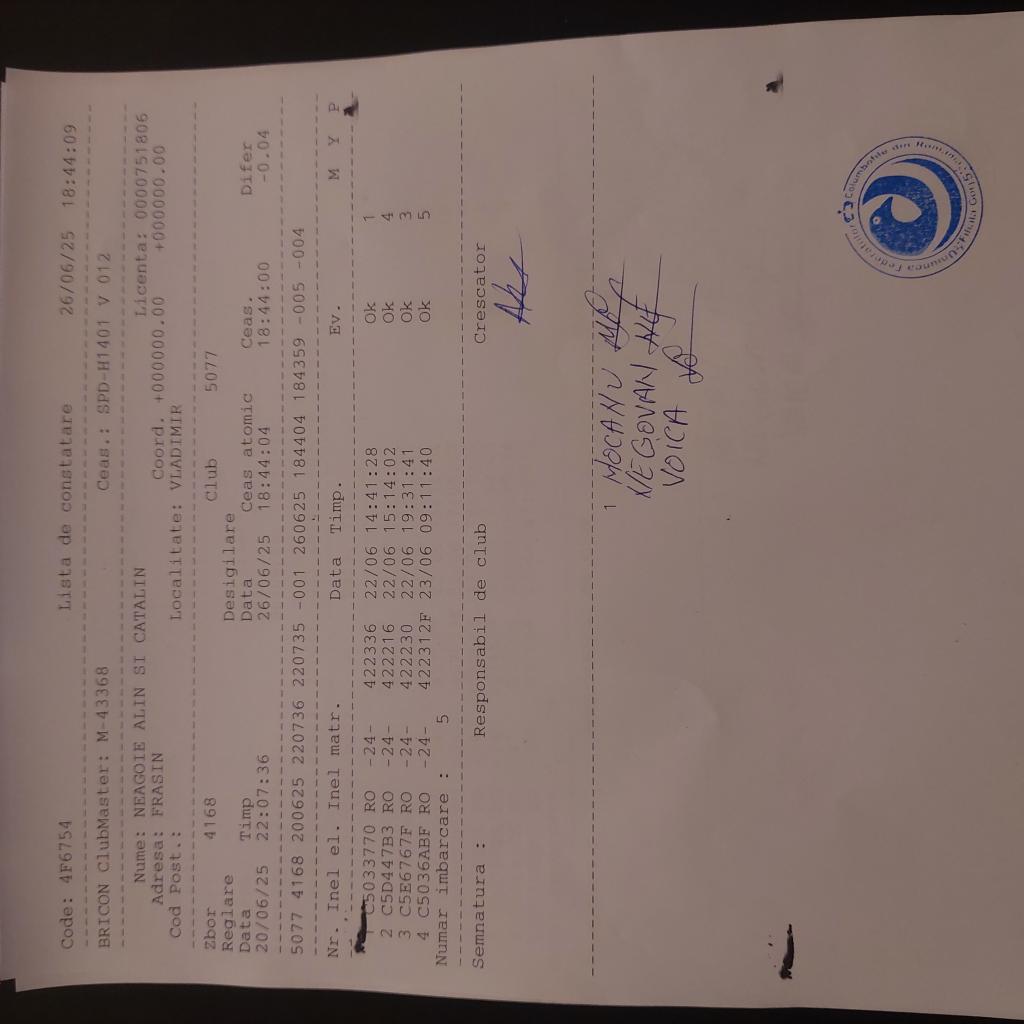 Code: 4F6754 Lista de constatare 26/06/25 18:44:09
BRICON ClubMaster: M-43368 Ceas.: SPD-H1401 V 012
Nume: NEAGOIE ALIN SI CATALIN Licenta: 0000751806
Adresa: FRASIN Coord. +000000.00 +000000.00
Cod Post.: Localitate: VLADIMIR
Zbor 4168 Club 5077
Reglare Desigilare
Data Timp Data Ceas atomic Ceas. Difer
20/06/25 22:07:36 26/06/25 18:44:04 18:44:00 -0.04
5077 4168 200625 220736 220735 -001 260625 184404 184359 -005 -004
Nr. Inel el. Inel matr. Data Timp. Ev. M Y P
1 C5033770 RO -24- 422336 22/06 14:41:28 Ok 1
2 C5D447B3 RO -24- 422216 22/06 15:14:02 Ok 4
3 C5E6767F RO -24- 422230 22/06 19:31:41 Ok 3
4 C5036ABF RO -24- 422312F 23/06 09:11:40 Ok 5
Numar imbarcare : 5
Semnatura : Responsabil de club Crescator
1 MOCANU
NEGOVAN
VOICA
Uniunea Federatiilor Columbofile din Romania
Filiala Gorj